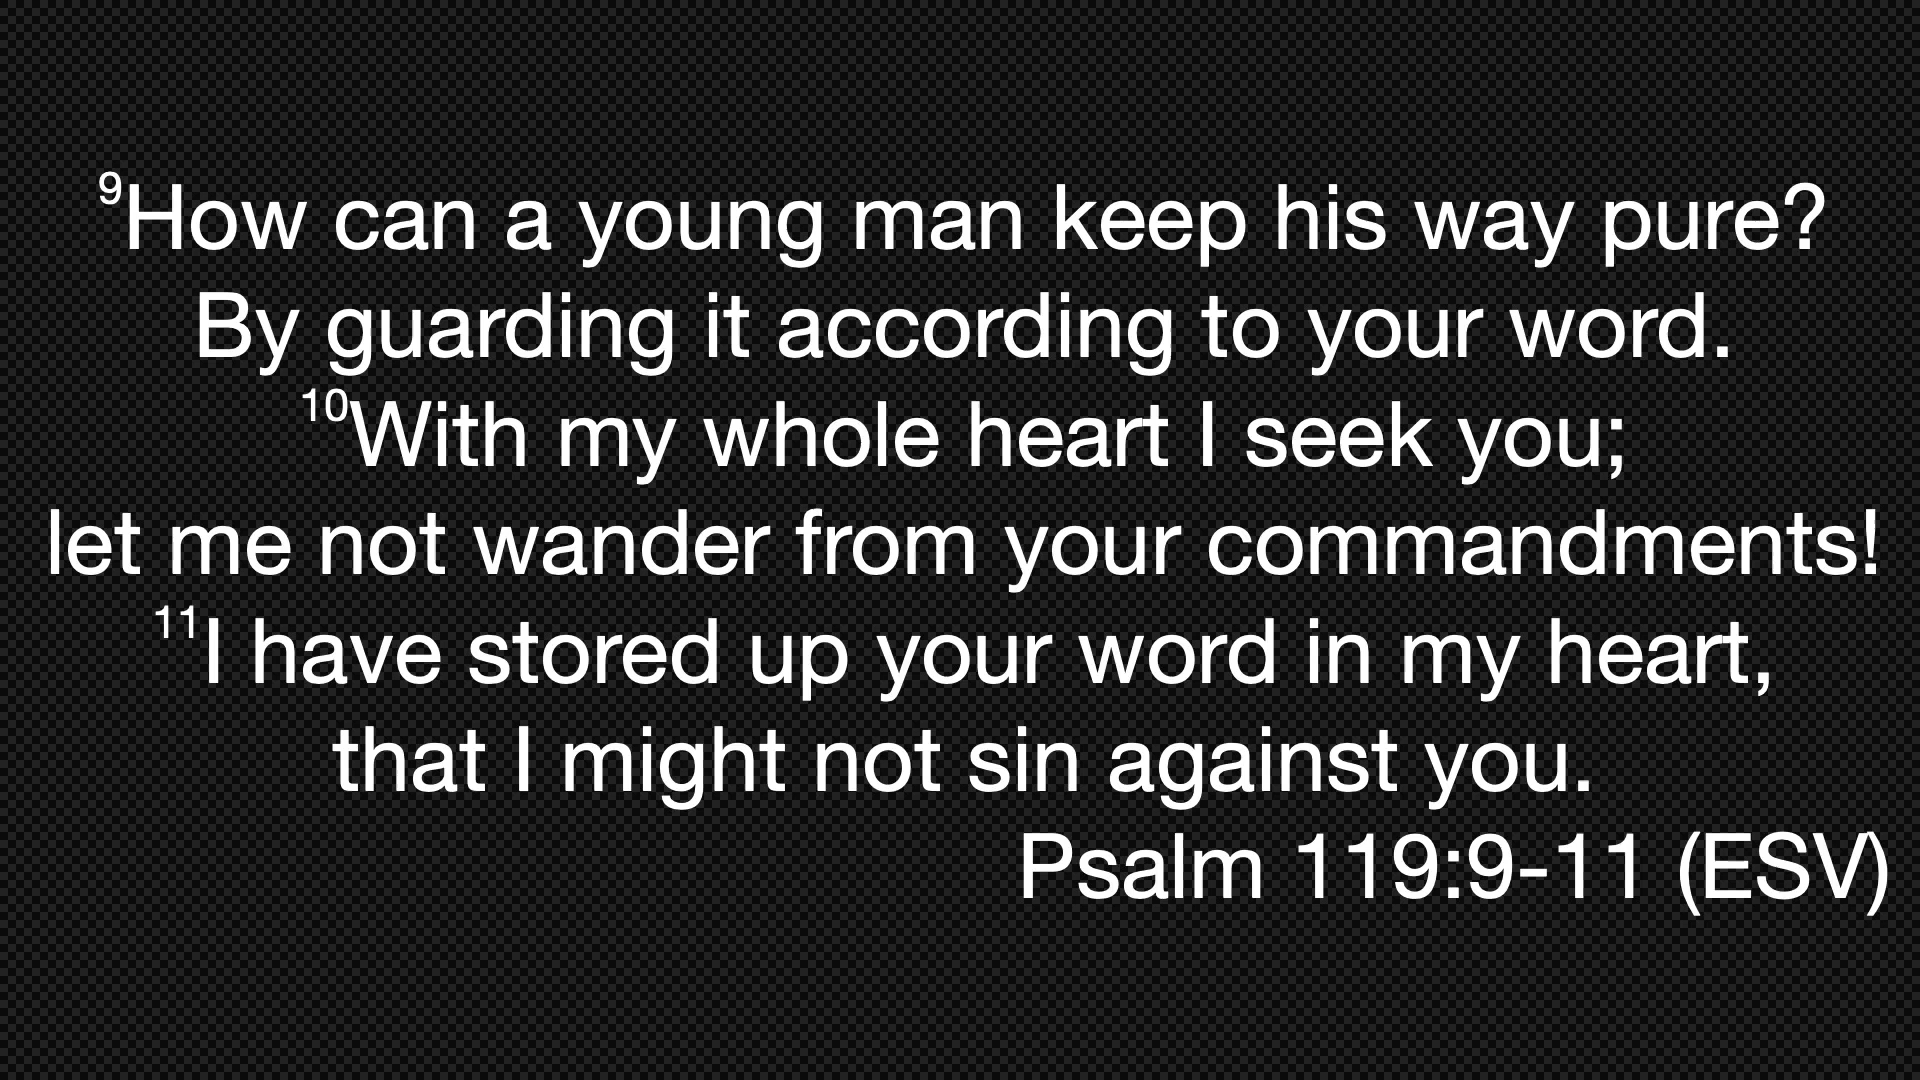 ⁹How can a young man keep his way pure?
By guarding it according to your word.
¹⁰With my whole heart I seek you;
let me not wander from your commandments!
¹¹I have stored up your word in my heart,
that I might not sin against you.
Psalm 119:9-11 (ESV)